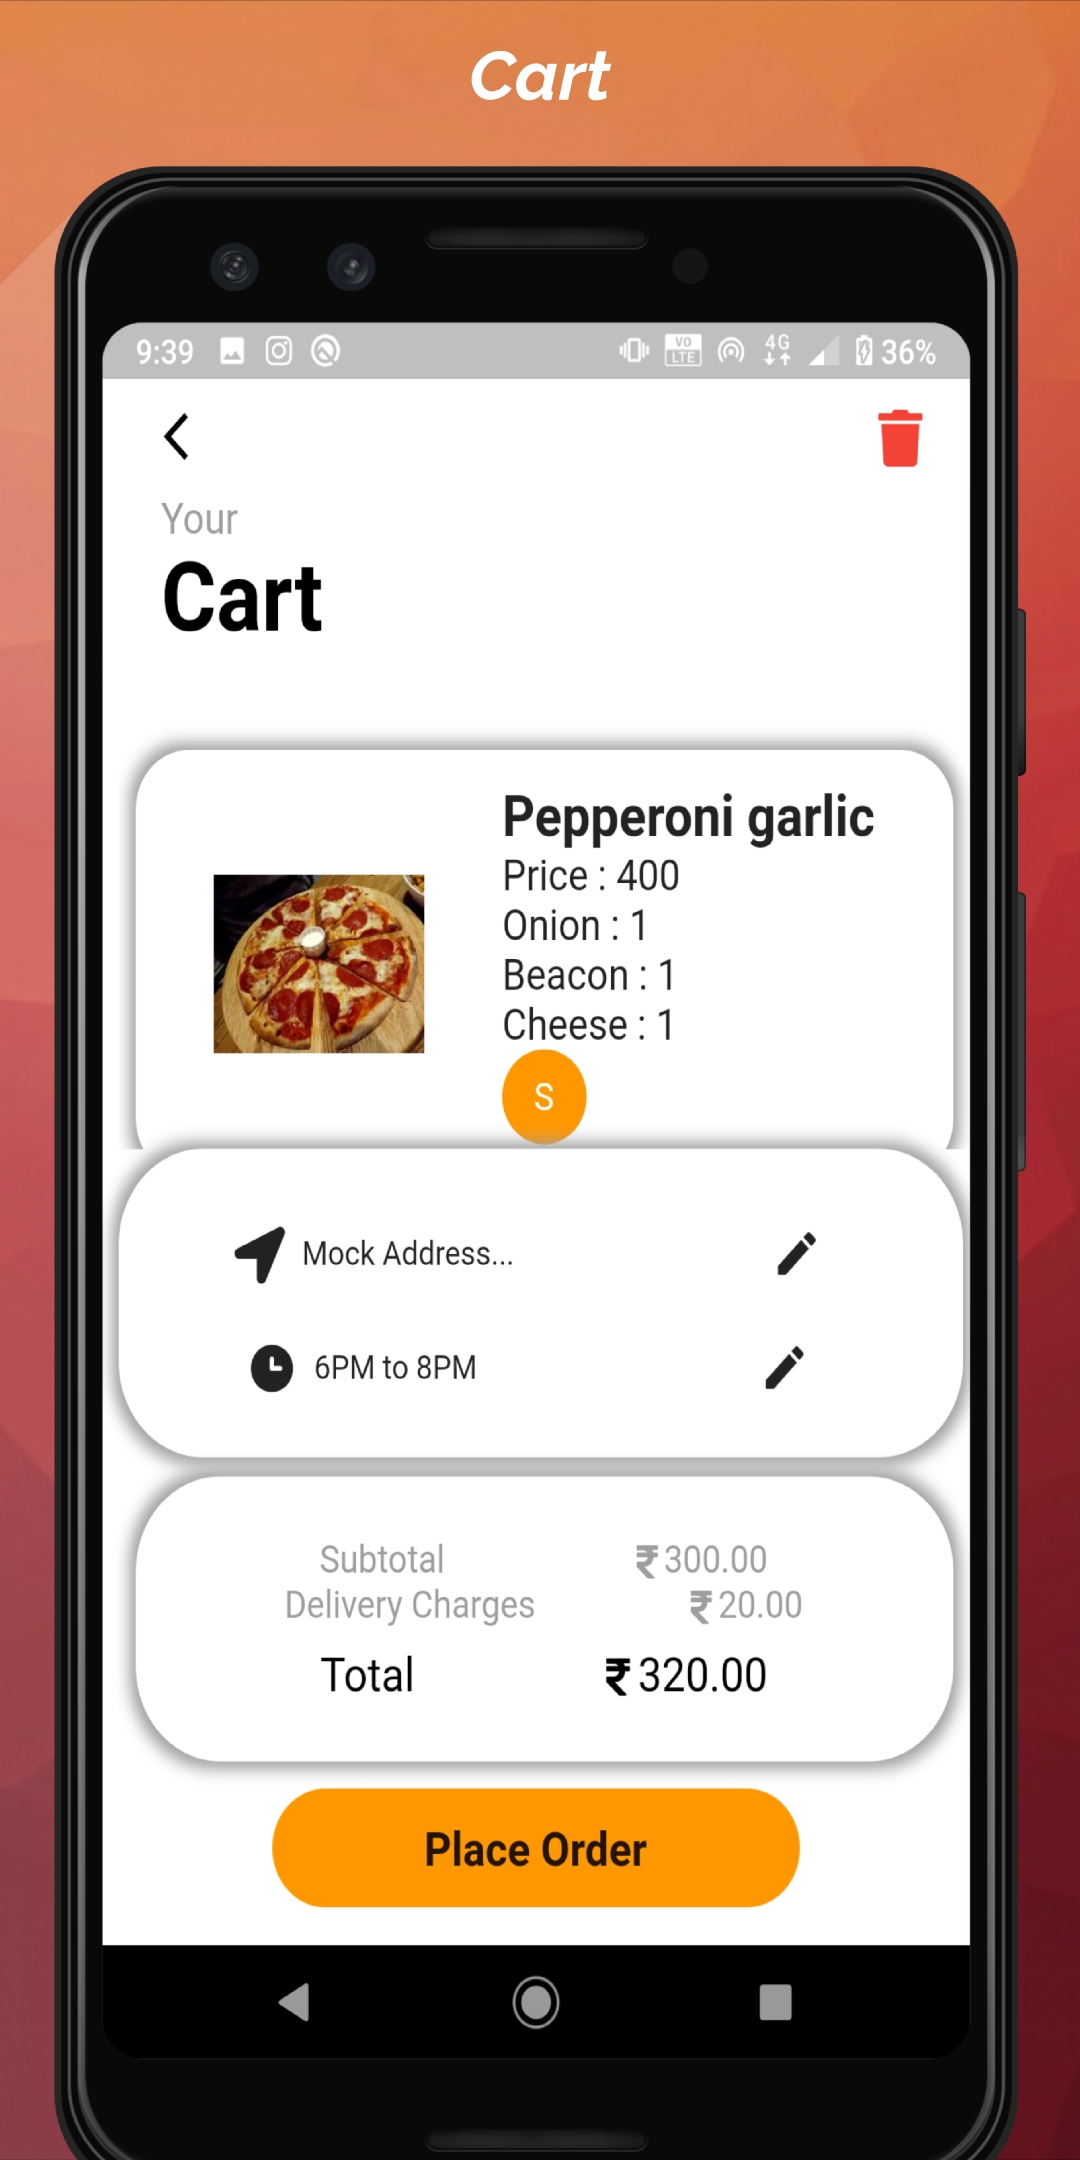 Cart
9:39
VO
LTE
4G
36%
Your
Cart
Pepperoni garlic
Price : 400
Onion : 1
Beacon : 1
Cheese : 1
S
Mock Address...
6PM to 8PM
Subtotal ₹300.00
Delivery Charges ₹20.00
Total ₹320.00
Place Order